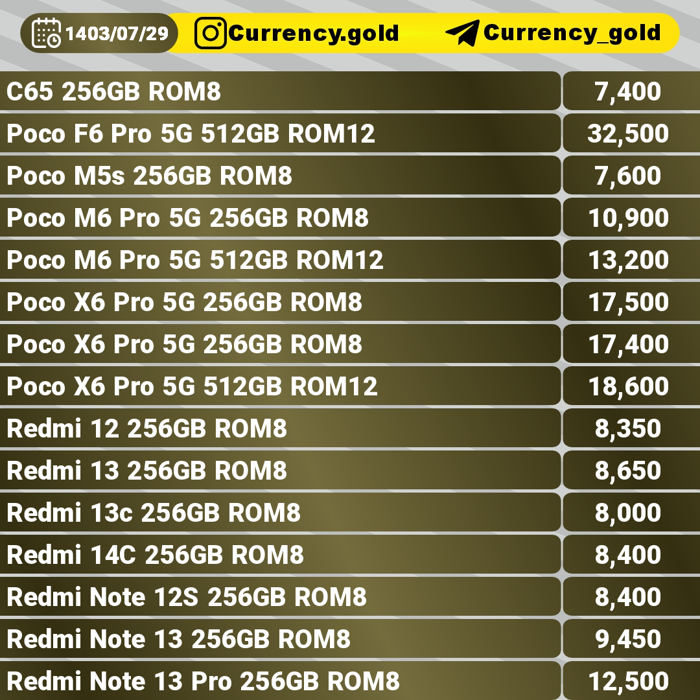 1403/07/29 Currency.gold Currency_gold
C65 256GB ROM8 7,400
Poco F6 Pro 5G 512GB ROM12 32,500
Poco M5s 256GB ROM8 7,600
Poco M6 Pro 5G 256GB ROM8 10,900
Poco M6 Pro 5G 512GB ROM12 13,200
Poco X6 Pro 5G 256GB ROM8 17,500
Poco X6 Pro 5G 256GB ROM8 17,400
Poco X6 Pro 5G 512GB ROM12 18,600
Redmi 12 256GB ROM8 8,350
Redmi 13 256GB ROM8 8,650
Redmi 13c 256GB ROM8 8,000
Redmi 14C 256GB ROM8 8,400
Redmi Note 12S 256GB ROM8 8,400
Redmi Note 13 256GB ROM8 9,450
Redmi Note 13 Pro 256GB ROM8 12,500